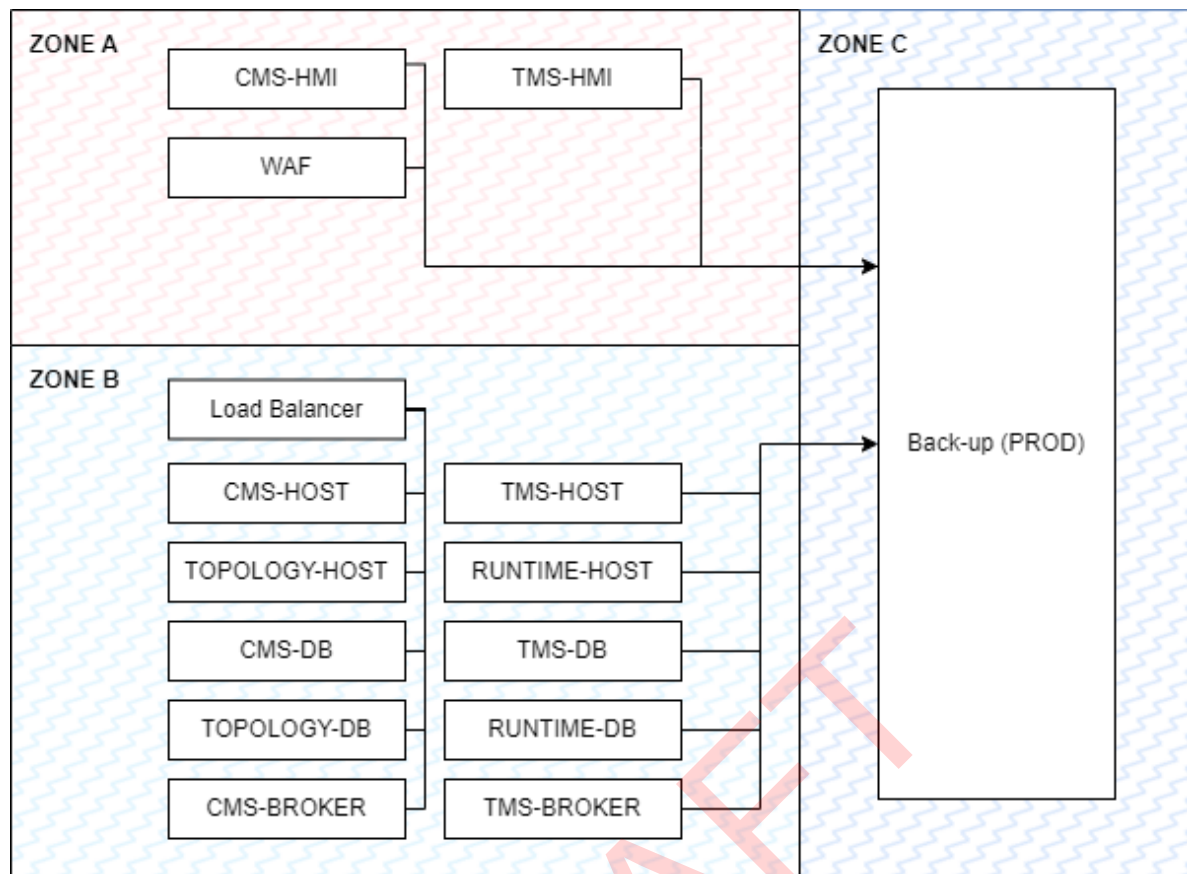 ZONE A
CMS-HMI
TMS-HMI
WAF
ZONE C
Back-up (PROD)
ZONE B
Load Balancer
CMS-HOST
TMS-HOST
TOPOLOGY-HOST
RUNTIME-HOST
CMS-DB
TMS-DB
TOPOLOGY-DB
RUNTIME-DB
CMS-BROKER
TMS-BROKER